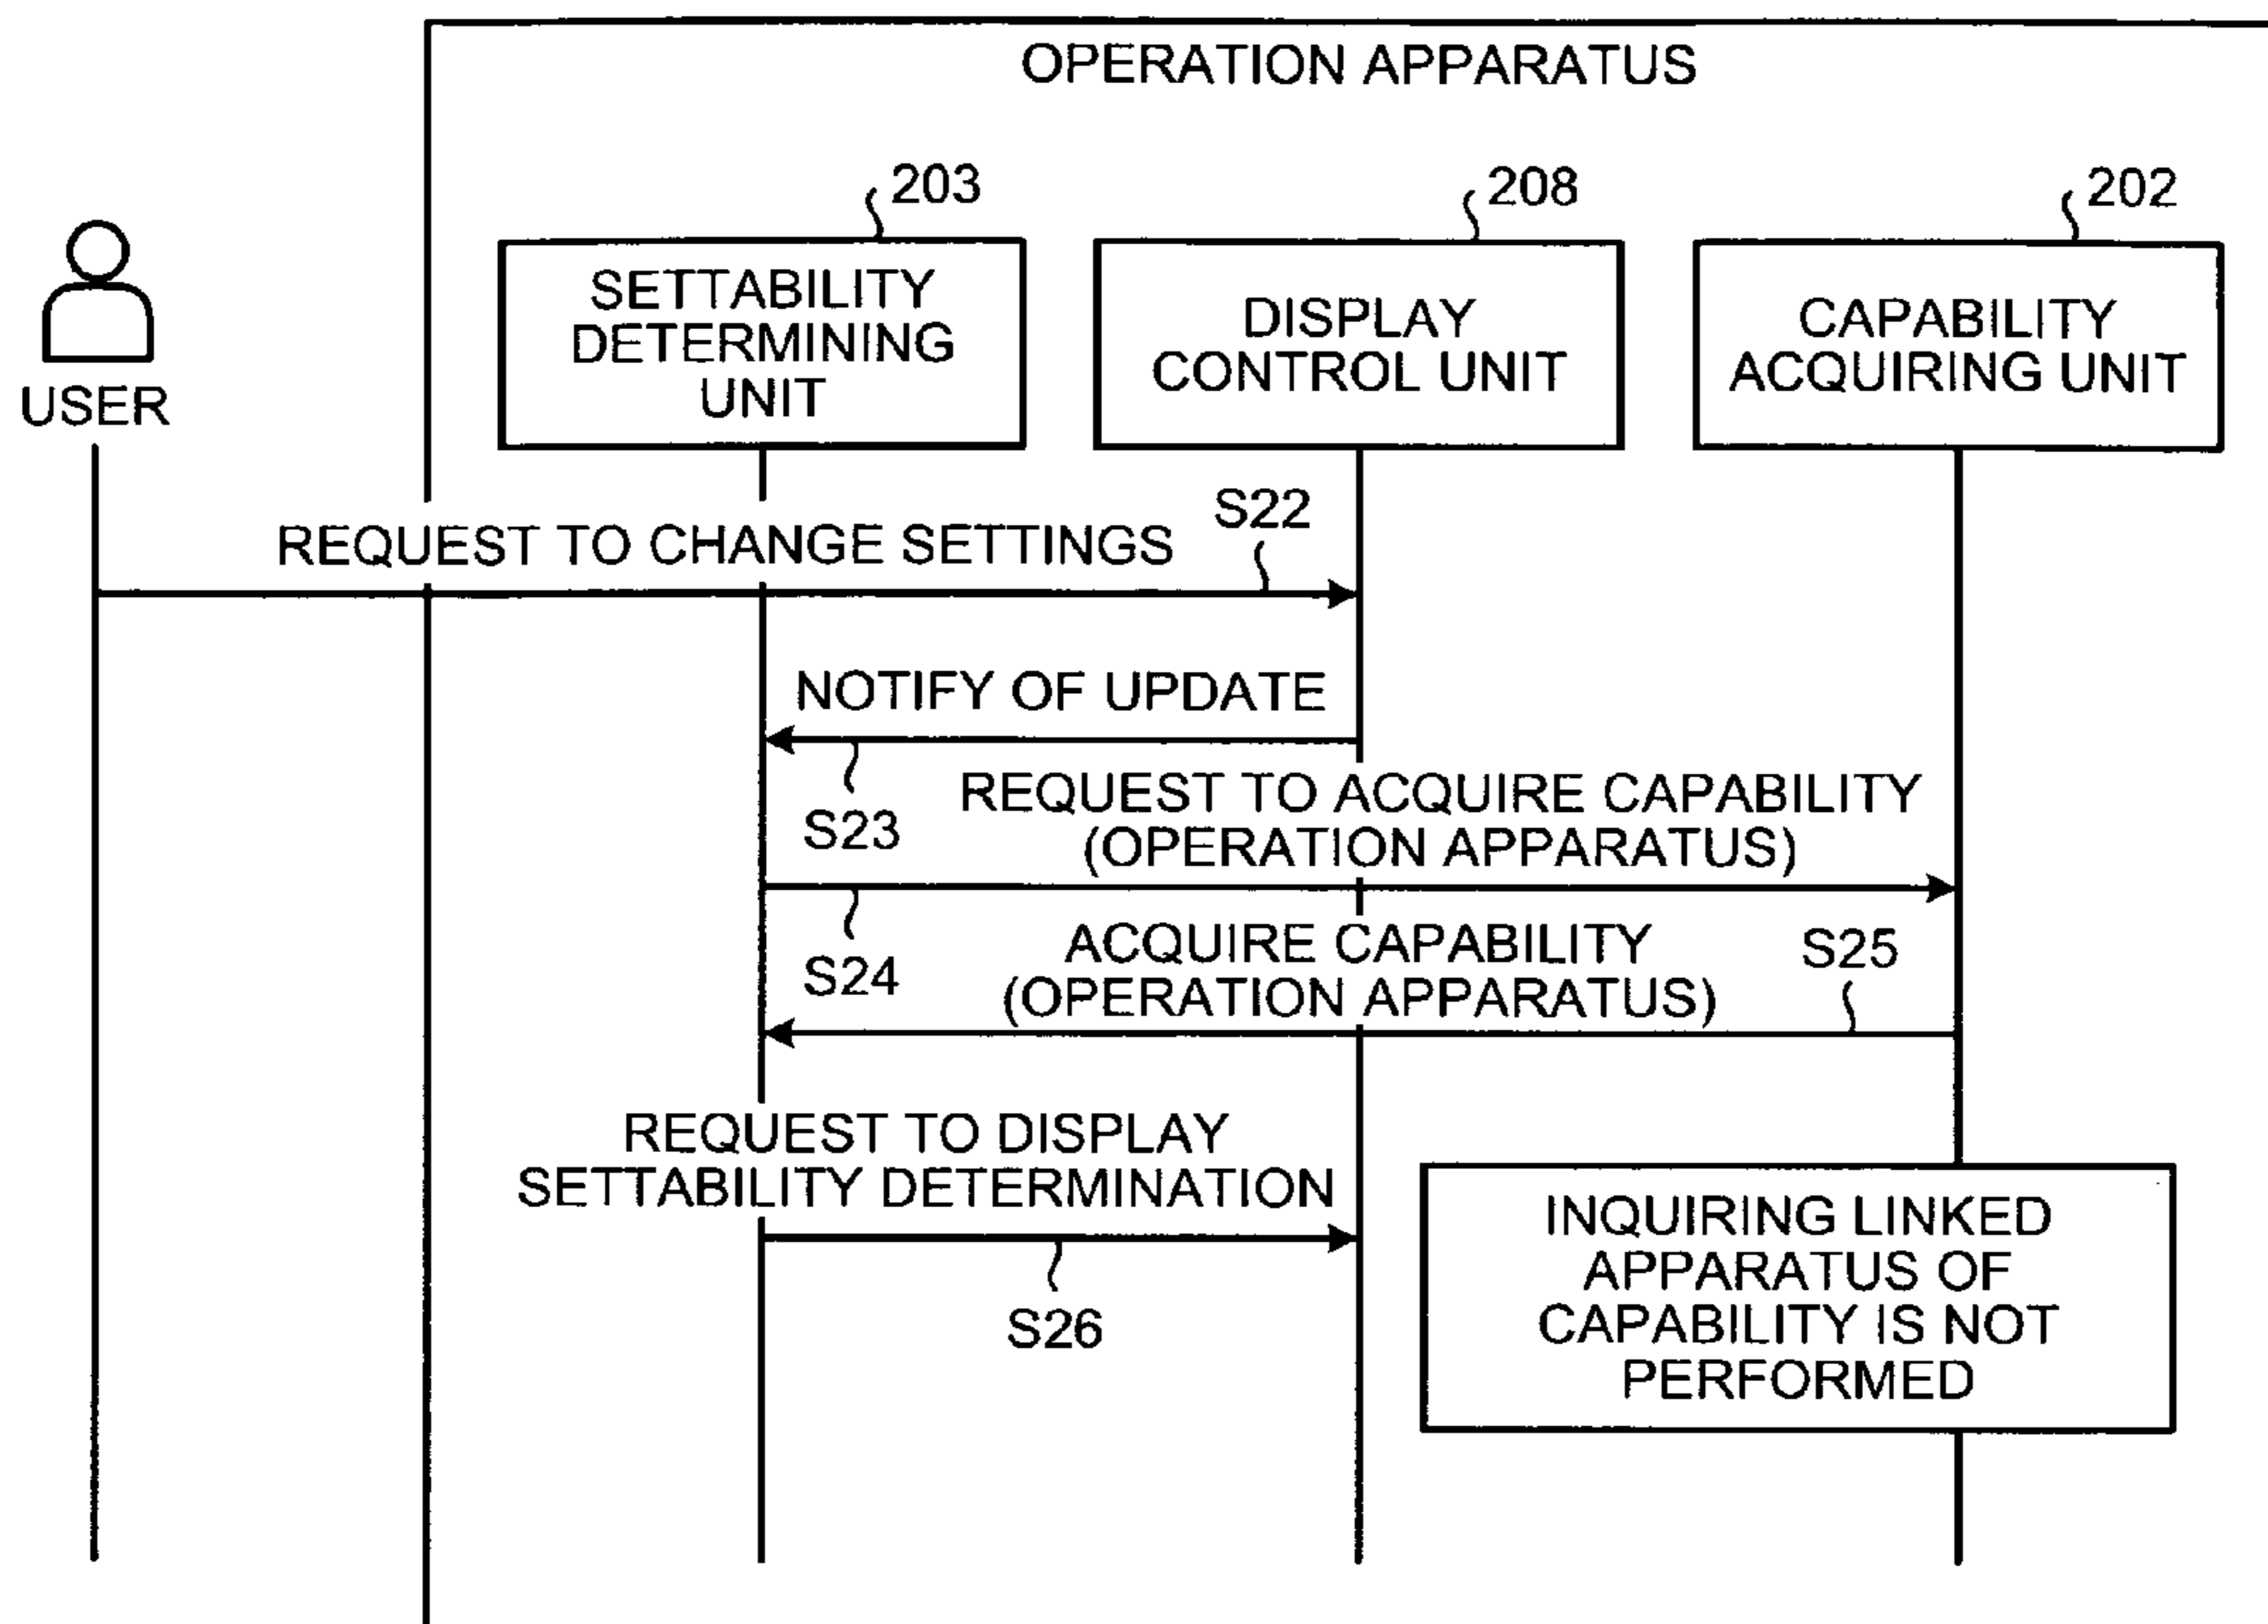 OPERATION APPARATUS
203
208
202
USER
SETTABILITY
DETERMINING
UNIT
DISPLAY
CONTROL UNIT
CAPABILITY
ACQUIRING UNIT
S22
REQUEST TO CHANGE SETTINGS
NOTIFY OF UPDATE
S23
REQUEST TO ACQUIRE CAPABILITY
(OPERATION APPARATUS)
S24
ACQUIRE CAPABILITY
(OPERATION APPARATUS)
S25
REQUEST TO DISPLAY
SETTABILITY DETERMINATION
S26
INQUIRING LINKED
APPARATUS OF
CAPABILITY IS NOT
PERFORMED